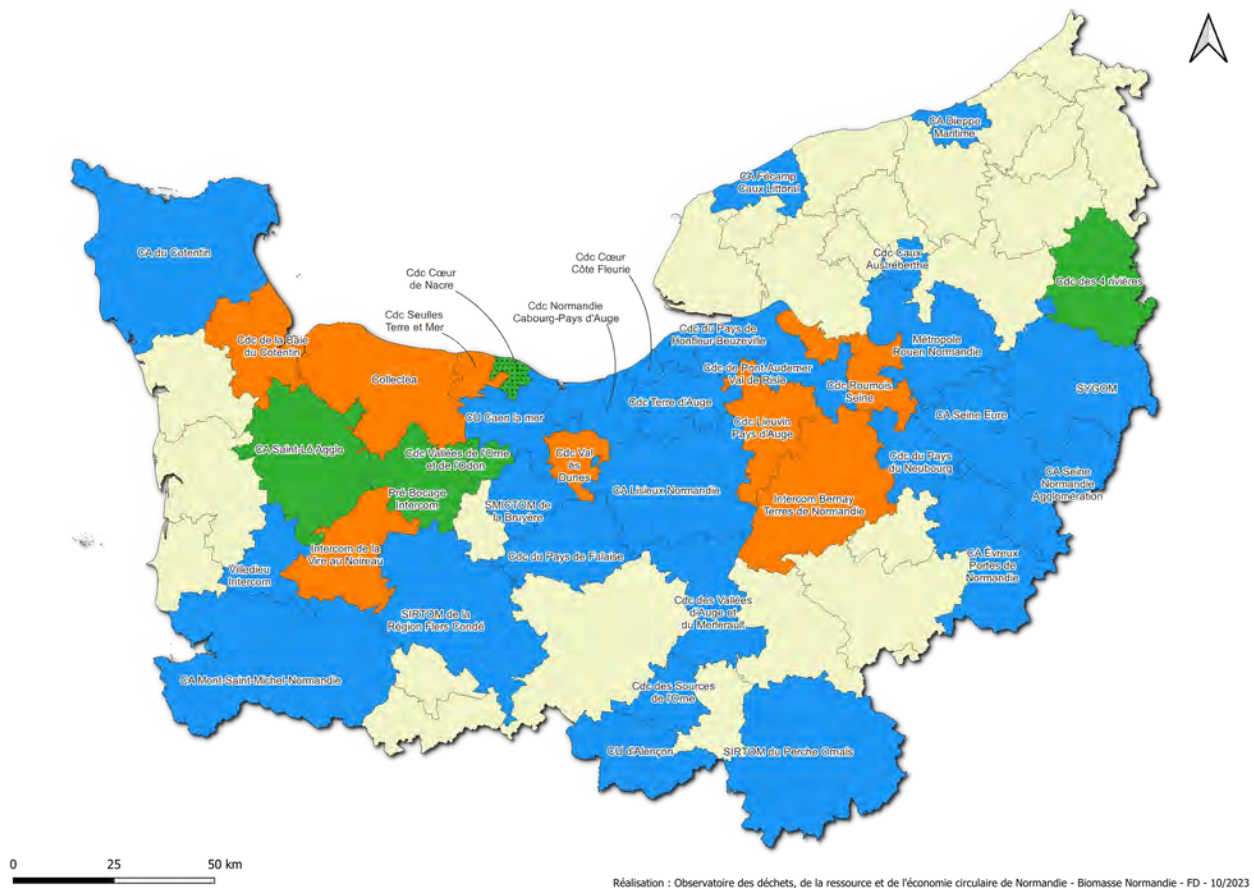 CA Dieppe
Maritime
CA Fécamp
Caux Littoral
CA du Cotentin
Cdc Cœur
de Nacre
Cdc Cœur
Côte Fleurie
Cdc Caux
Austreberthe
Cdc des 4 rivières
Cdc Seulles
Terre et Mer
Cdc Normandie
Cabourg-Pays d'Auge
Cdc de la Baie
du Cotentin
Cdc du Pays de
Honfleur Beuzeville
Métropole
Rouen Normandie
Collectéa
Cdc de Pont-Audemer
Val de Risle
Cdc Roumois
Seine
SYGOM
CU Caen la mer
Cdc Terre d'Auge
CA Seine Eure
Cdc Lieuvin
Pays d'Auge
CA Saint-Lô Agglo
Cdc Vallées de l'Orne
et de l'Odon
Cdc Val
ès
Dunes
Cdc du Pays
du Neubourg
CA Seine
Normandie
Agglomération
Pré Bocage
Intercom
SMICTOM de
la Bruyère
CA Lisieux Normandie
Intercom Bernay
Terres de Normandie
Intercom de la
Vire au Noireau
Cdc du Pays de Falaise
CA Évreux
Portes de
Normandie
Villedieu
Intercom
SIRTOM de la
Région Flers Condé
Cdc des Vallées
d'Auge et
du Merlerault
CA Mont-Saint-Michel-Normandie
Cdc des Sources
de l'Orne
CU d'Alençon
SIRTOM du Perche Ornais
0 25 50 km
Réalisation : Observatoire des déchets, de la ressource et de l'économie circulaire de Normandie - Biomasse Normandie - FD - 10/2023